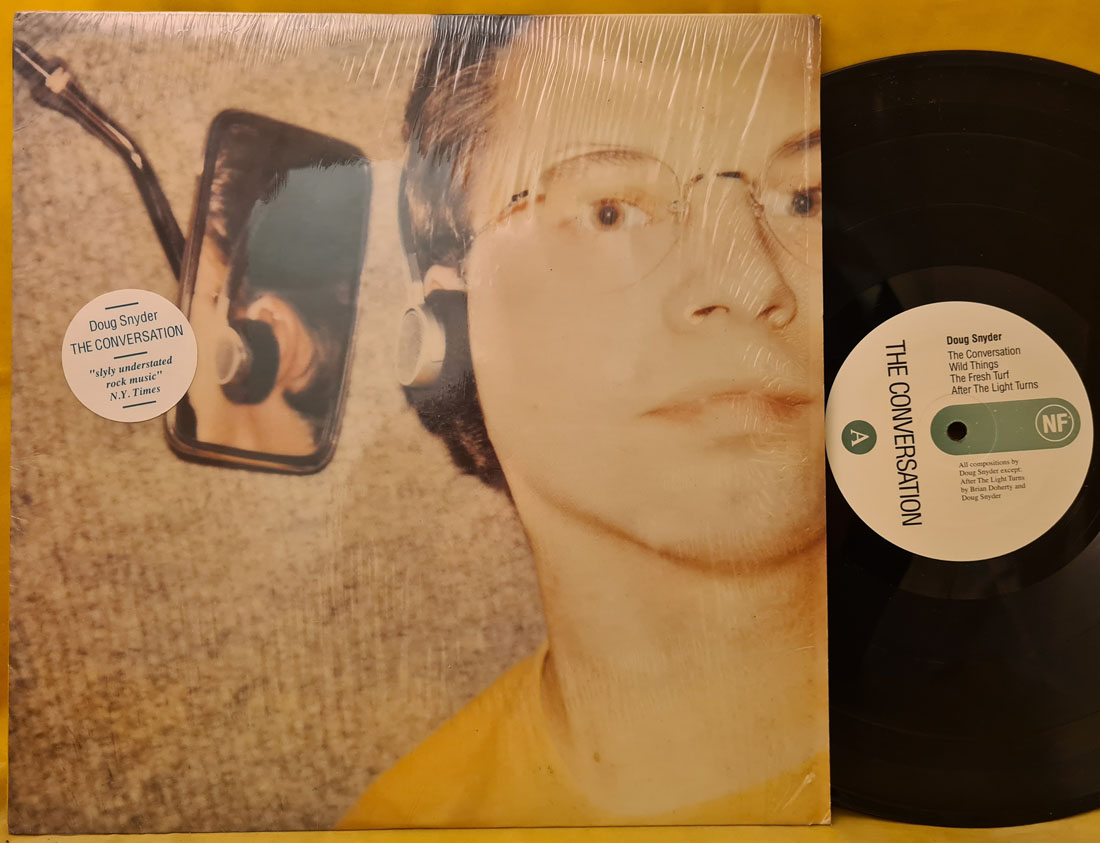 Doug Snyder
THE CONVERSATION
"slyly understated
rock music"
N.Y. Times
Doug Snyder
The Conversation
Wild Things
The Fresh Turf
After The Light Turns
THE CONVERSATION
A
NF
All compositions by
Doug Snyder except:
After The Light Turns
by Brian Doherty and
Doug Snyder